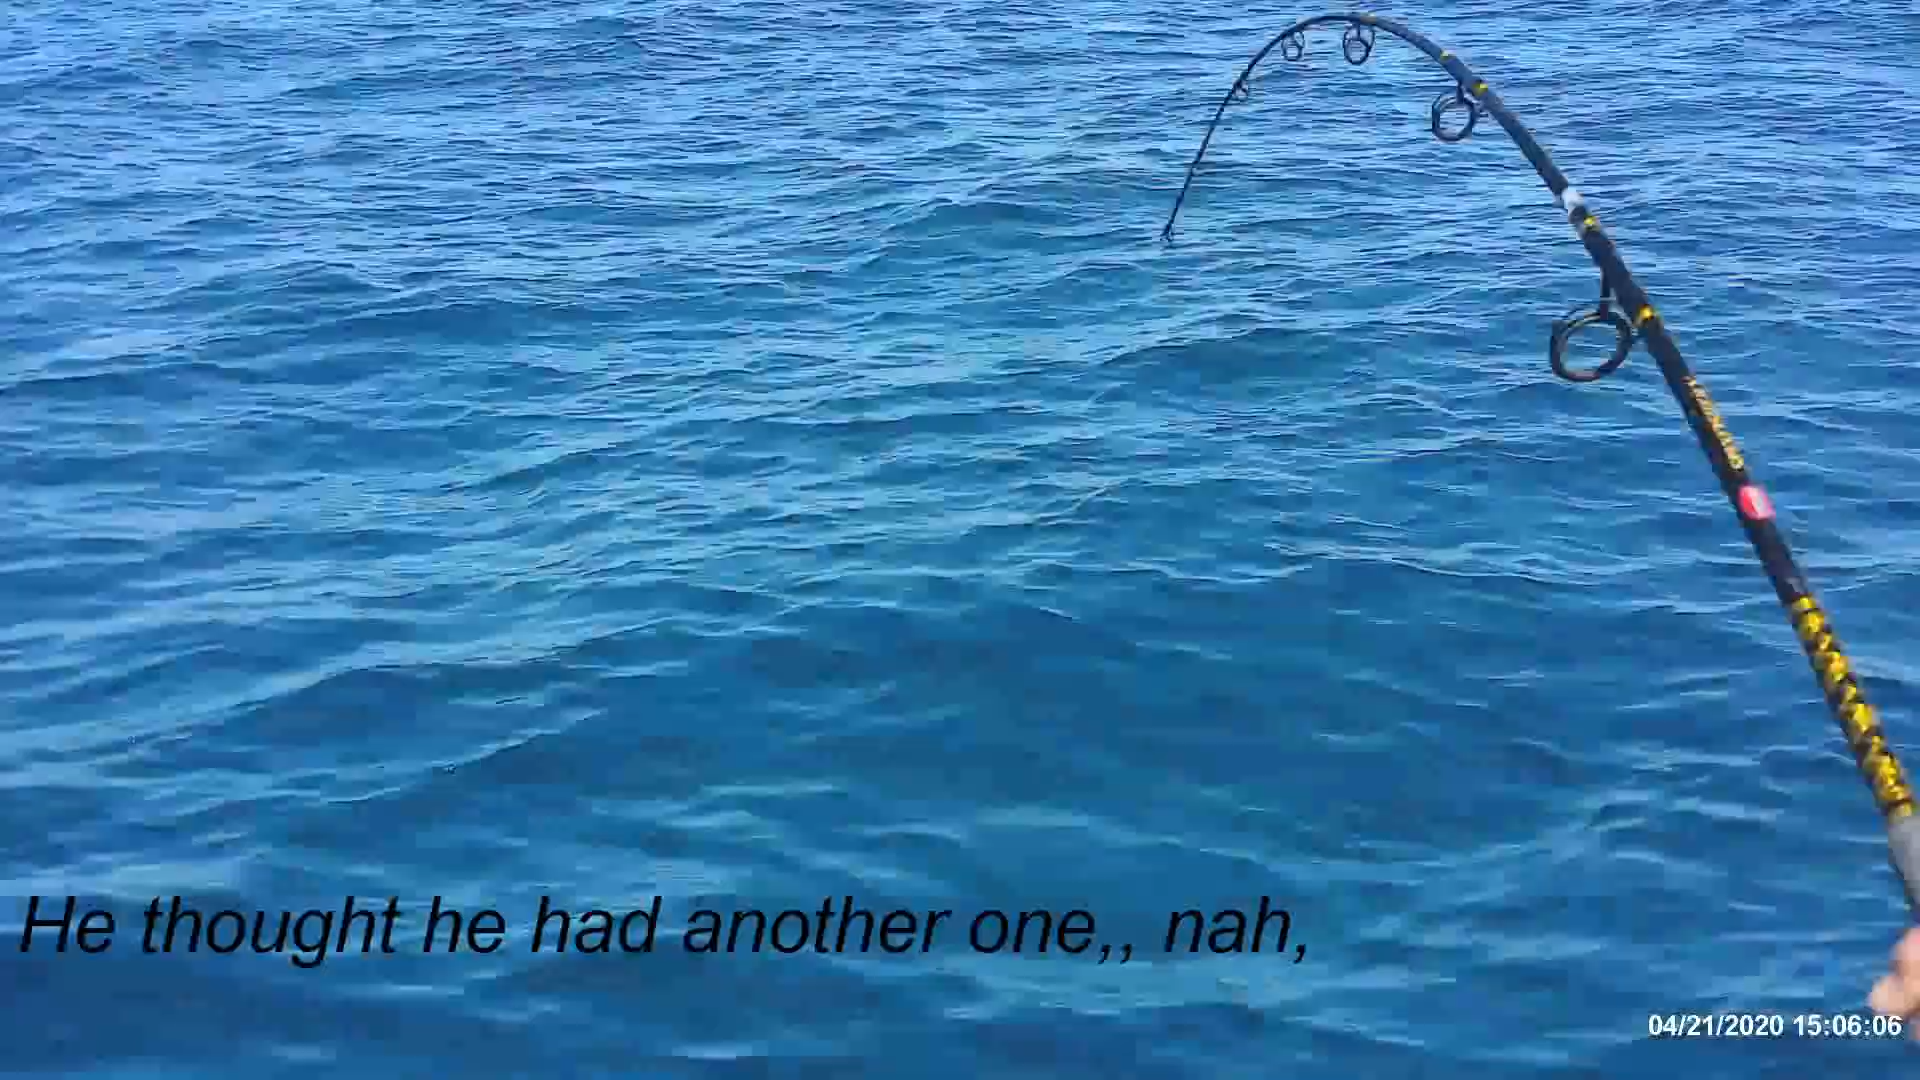 He thought he had another one,, nah,
04/21/2020 15:06:06